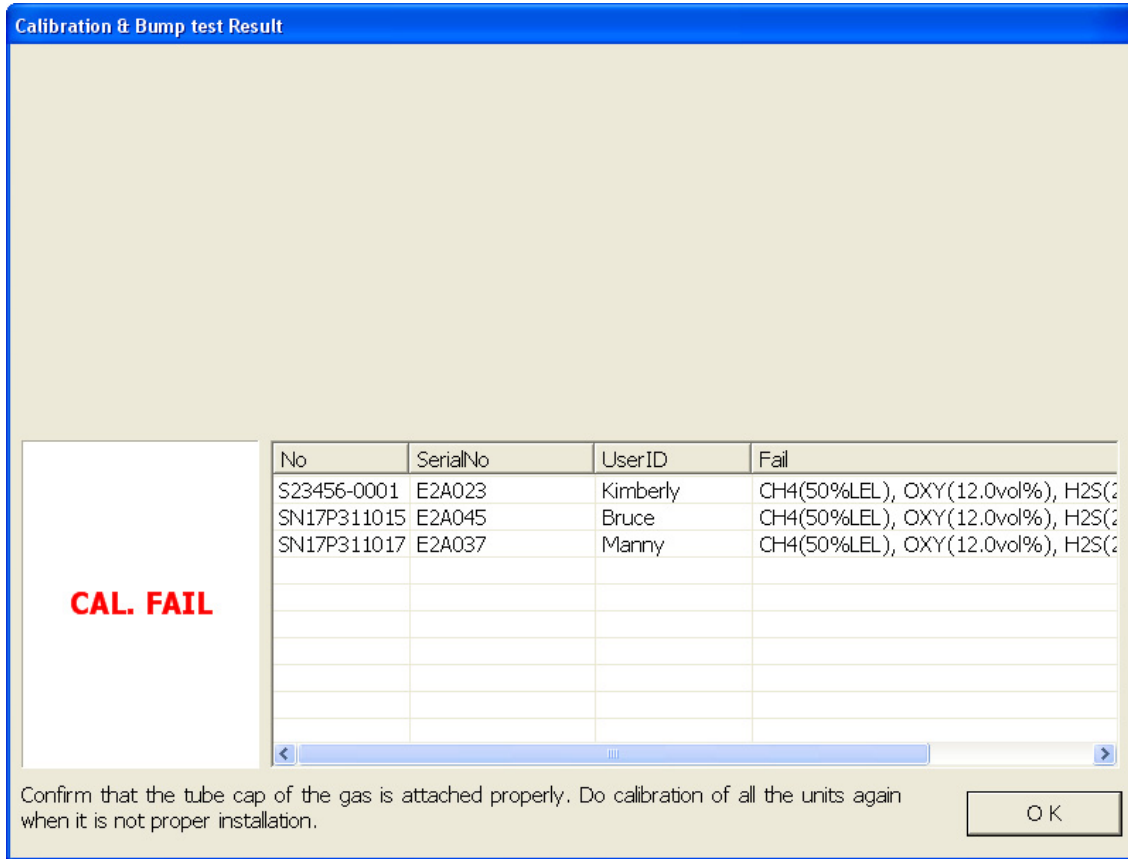 Calibration & Bump test Result
No SerialNo UserID Fail
S23456-0001 E2A023 Kimberly CH4(50%LEL), OXY(12.0vol%), H2S(2
SN17P311015 E2A045 Bruce CH4(50%LEL), OXY(12.0vol%), H2S(2
SN17P311017 E2A037 Manny CH4(50%LEL), OXY(12.0vol%), H2S(2
CAL. FAIL
Confirm that the tube cap of the gas is attached properly. Do calibration of all the units again
when it is not proper installation.
OK